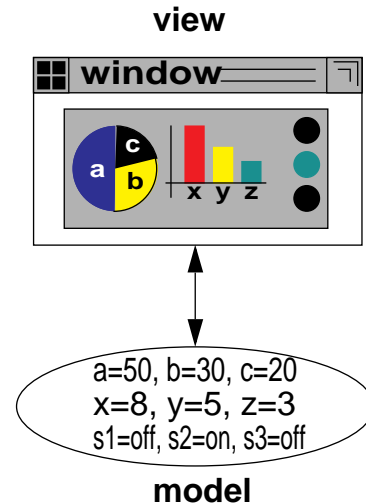 view
window
c
a
b
x y z
a=50, b=30, c=20
x=8, y=5, z=3
s1=off, s2=on, s3=off
model